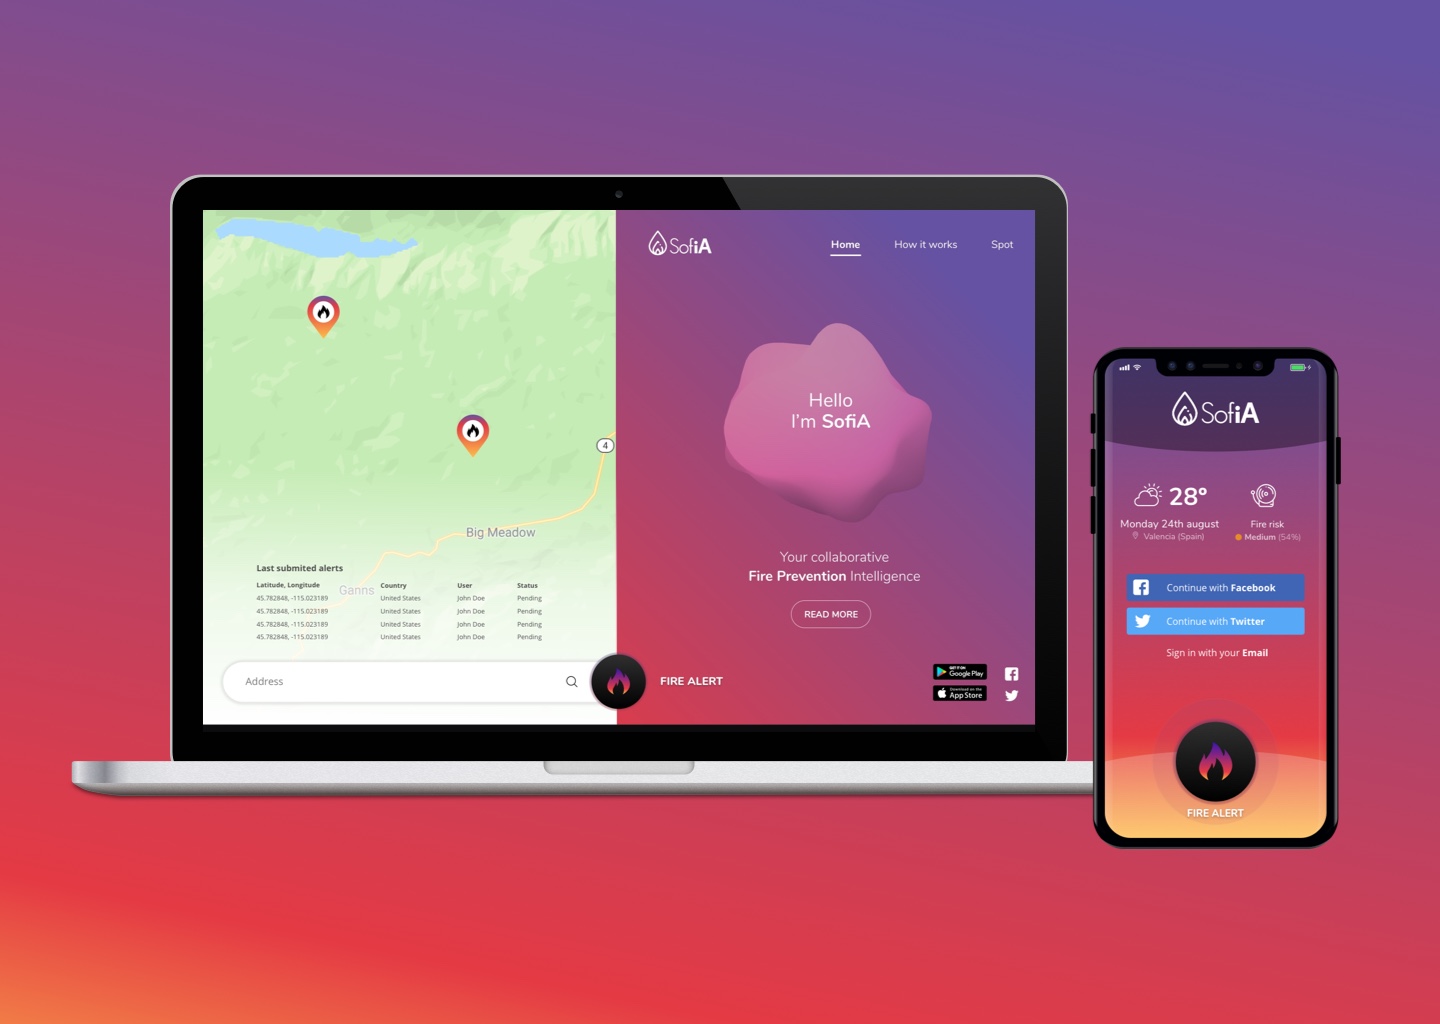 SofiA
Home
How it works
Spot
Hello
I'm SofiA
4
Big Meadow
Ganns
Last submited alerts
Latitude, Longitude Country User Status
45.782848, -115.023189 United States John Doe Pending
45.782848, -115.023189 United States John Doe Pending
45.782848, -115.023189 United States John Doe Pending
45.782848, -115.023189 United States John Doe Pending
Address
FIRE ALERT
Your collaborative
Fire Prevention Intelligence
READ MORE
GET IT ON
Google Play
Download on the
App Store
SofiA
28°
Monday 24th august
Valencia (Spain)
Fire risk
Medium (54%)
Continue with Facebook
Continue with Twitter
Sign in with your Email
FIRE ALERT